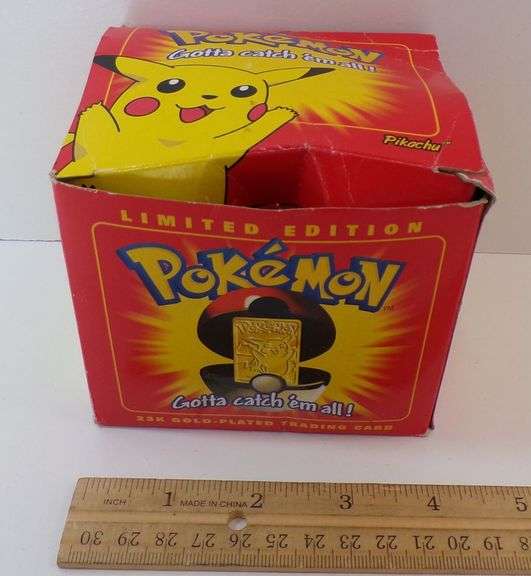 POKéMON
Gotta catch 'em all!
Pikachu™
LIMITED EDITION
POKéMON™
POKéMON
Gotta catch 'em all!
23K GOLD-PLATED TRADING CARD
INCH 1 MADE IN CHINA 2 3 4 5
30 29 28 27 26 25 24 23 22 21 20 19 18